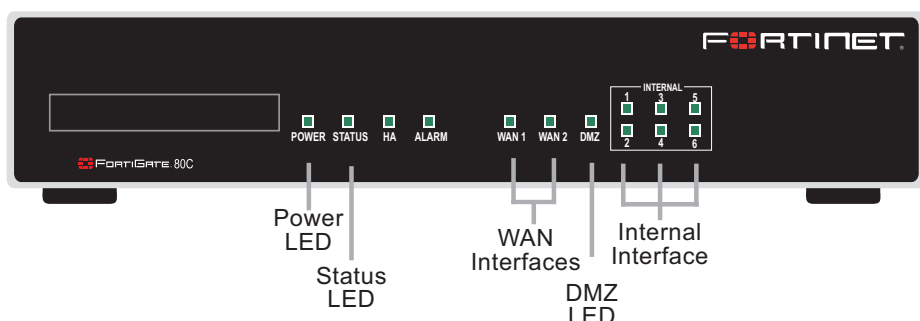 FORTINET
INTERNAL
1 3 5
POWER STATUS HA ALARM WAN 1 WAN 2 DMZ 2 4 6
FORTIGATE 80C
Power
LED
Status
LED
WAN
Interfaces
DMZ
LED
Internal
Interface